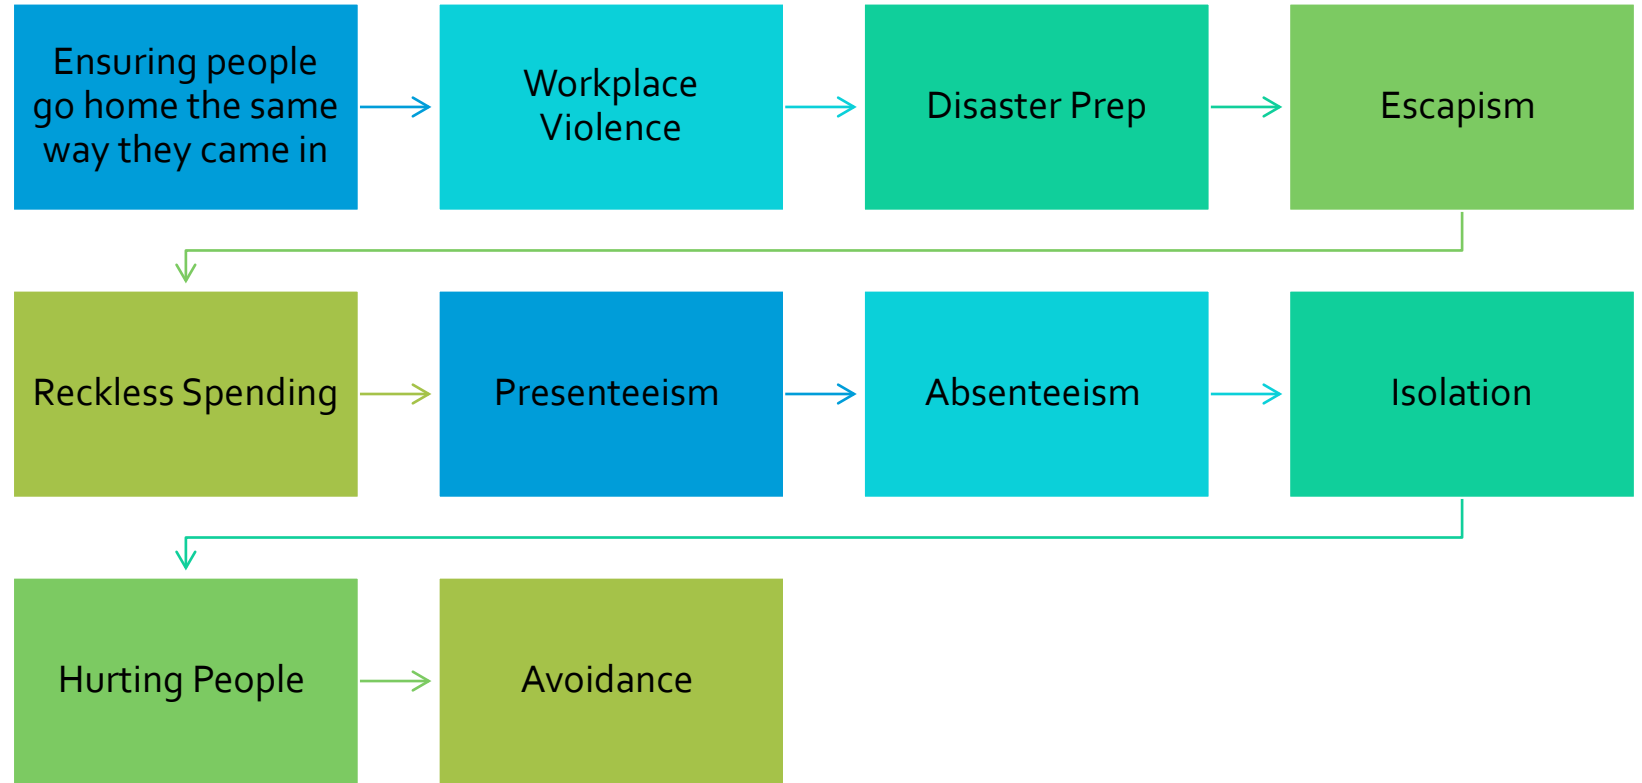 Ensuring people
go home the same
way they came in
Workplace
Violence
Disaster Prep
Escapism
Reckless Spending
Presenteeism
Absenteeism
Isolation
Hurting People
Avoidance